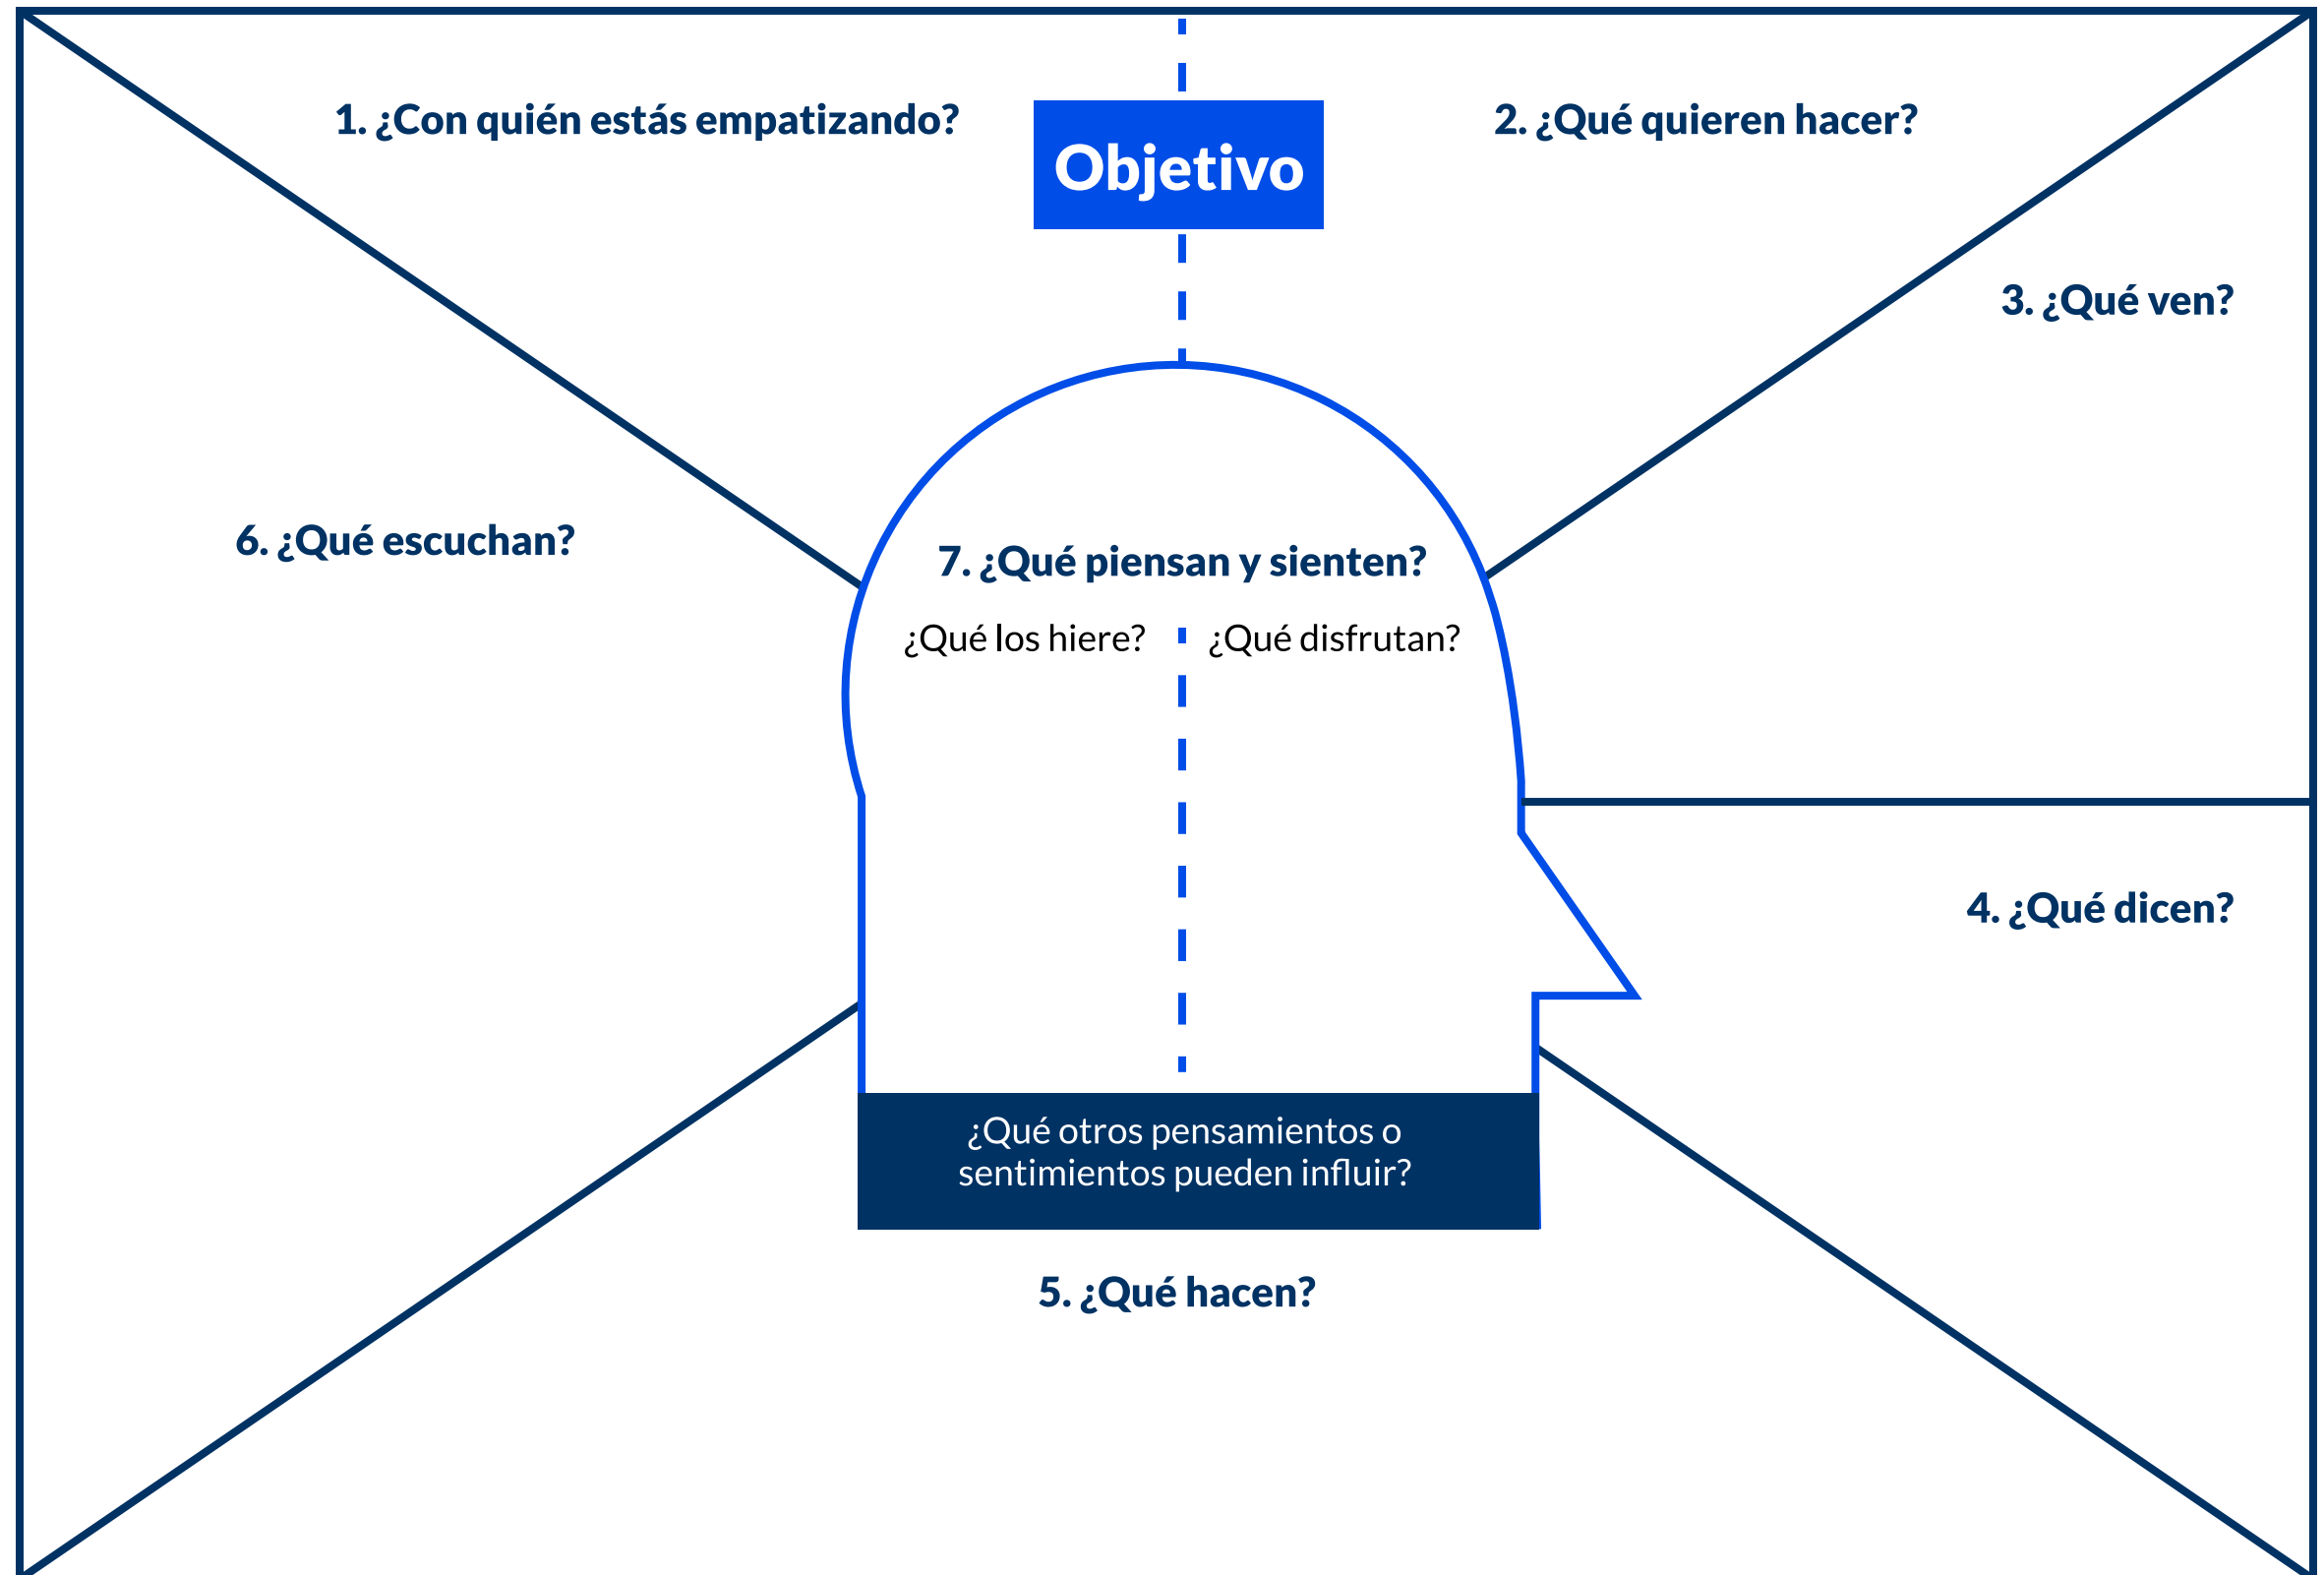 1. ¿Con quién estás empatizando?
Objetivo
2. ¿Qué quieren hacer?
3. ¿Qué ven?
6. ¿Qué escuchan?
7. ¿Qué piensan y sienten?
¿Qué los hiere?
¿Qué disfrutan?
4. ¿Qué dicen?
¿Qué otros pensamientos o
sentimientos pueden influir?
5. ¿Qué hacen?